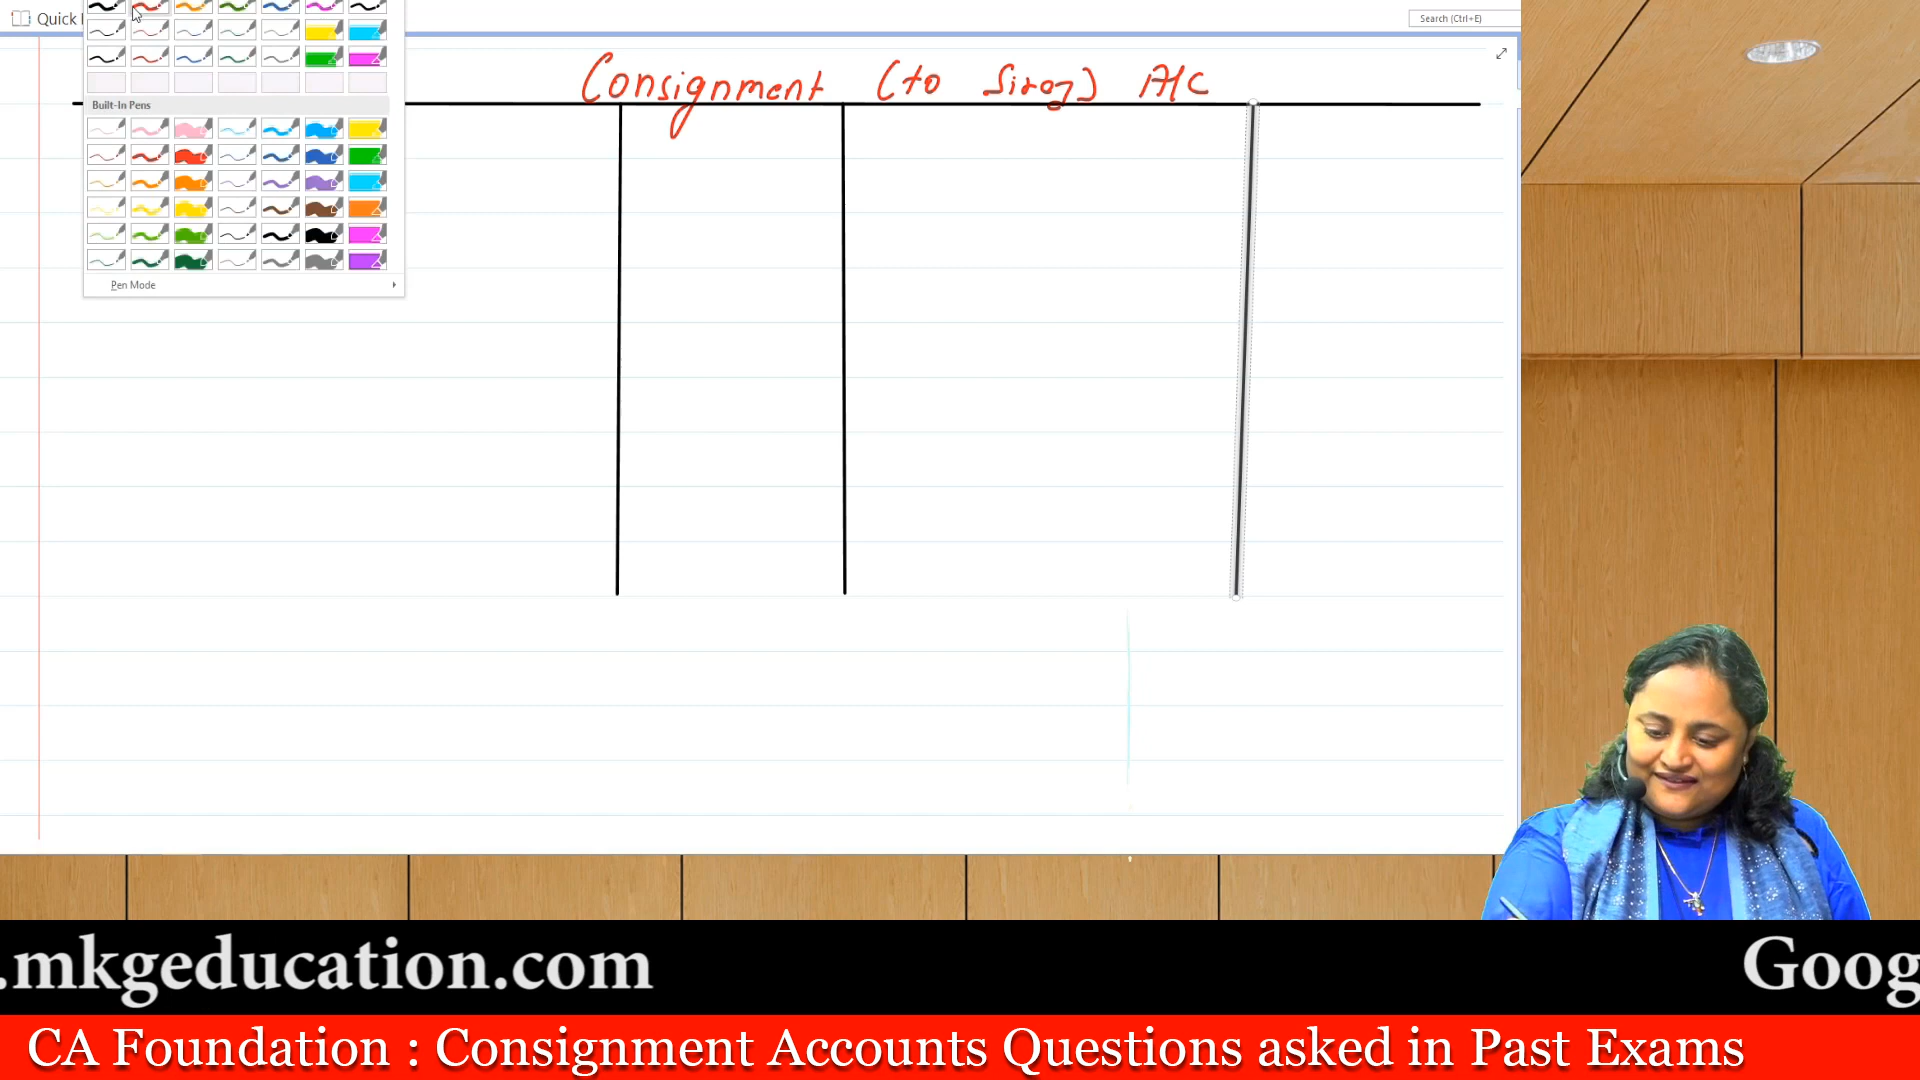 Quick
Search (Ctrl+E)
Consignment (to Siraj) A/C
Built-In Pens
Pen Mode
.mkgeducation.com
Goog
CA Foundation : Consignment Accounts Questions asked in Past Exams